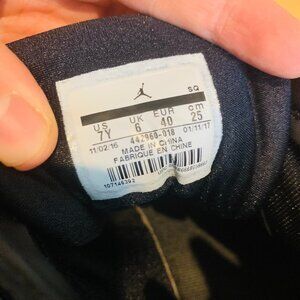 SQ
US UK EUR cm
7Y 6 40 25
11/02/16 442960-018 01/11/17
MADE IN CHINA
FABRIQUE EN CHINE